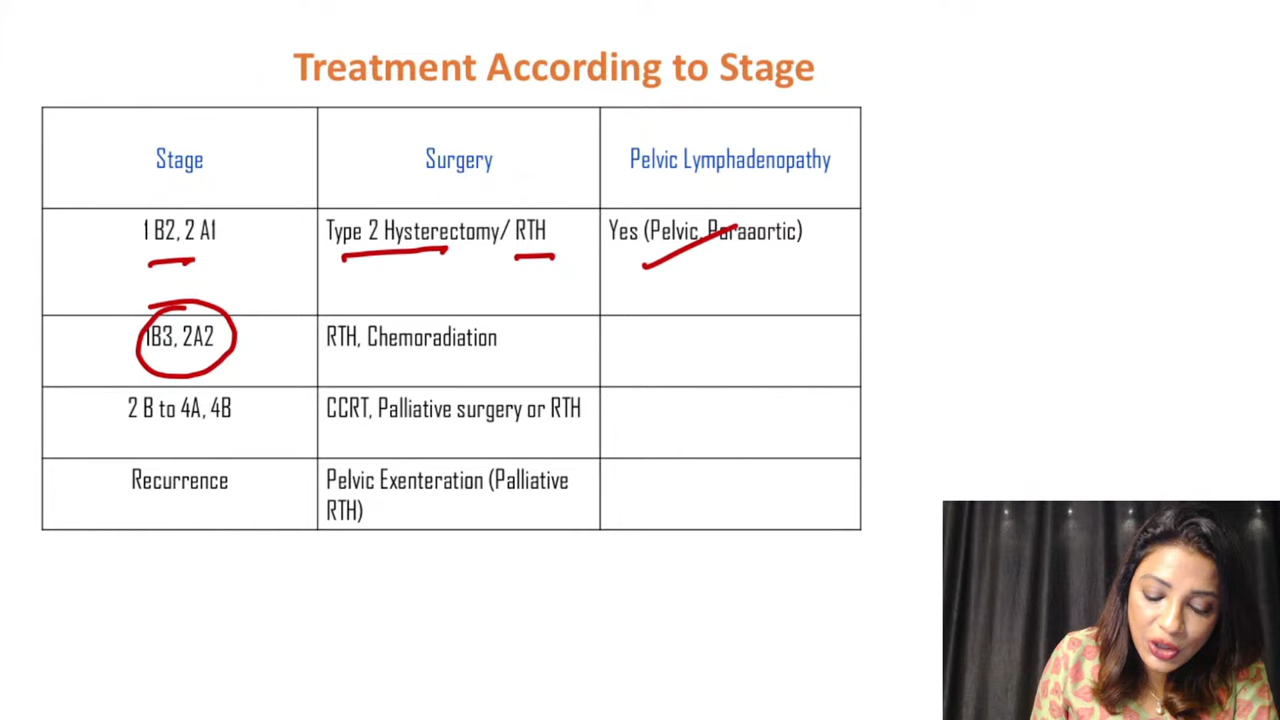 Treatment According to Stage
Stage Surgery Pelvic Lymphadenopathy
1 B2, 2 A1 Type 2 Hysterectomy/ RTH Yes (Pelvic, Paraaortic)
1B3, 2A2 RTH, Chemoradiation
2 B to 4A, 4B CCRT, Palliative surgery or RTH
Recurrence Pelvic Exenteration (Palliative
RTH)